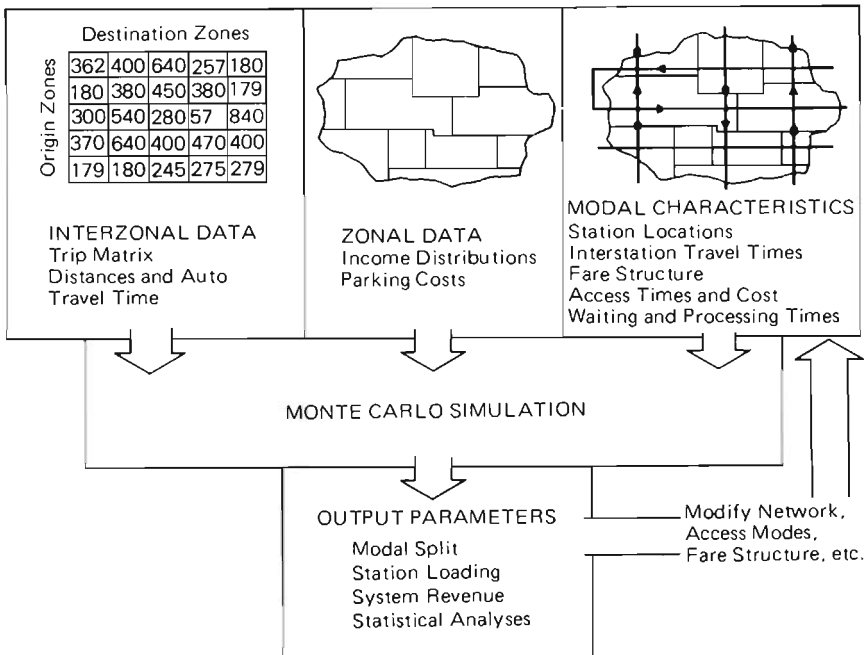 Destination Zones
Origin Zones
362 400 640 257 180
180 380 450 380 179
300 540 280 57 840
370 640 400 470 400
179 180 245 275 279
INTERZONAL DATA
Trip Matrix
Distances and Auto
Travel Time
ZONAL DATA
Income Distributions
Parking Costs
MODAL CHARACTERISTICS
Station Locations
Interstation Travel Times
Fare Structure
Access Times and Cost
Waiting and Processing Times
MONTE CARLO SIMULATION
OUTPUT PARAMETERS
Modal Split
Station Loading
System Revenue
Statistical Analyses
Modify Network,
Access Modes,
Fare Structure, etc.